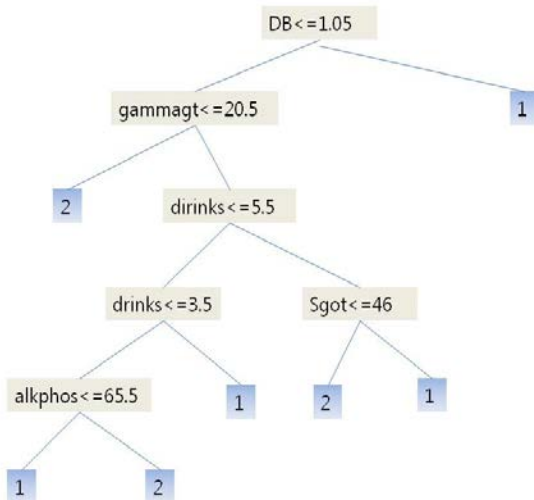 DB<=1.05
gammagt<=20.5
1
2
dirinks<=5.5
drinks<=3.5
Sgot<=46
alkphos<=65.5
1
2
1
1
2